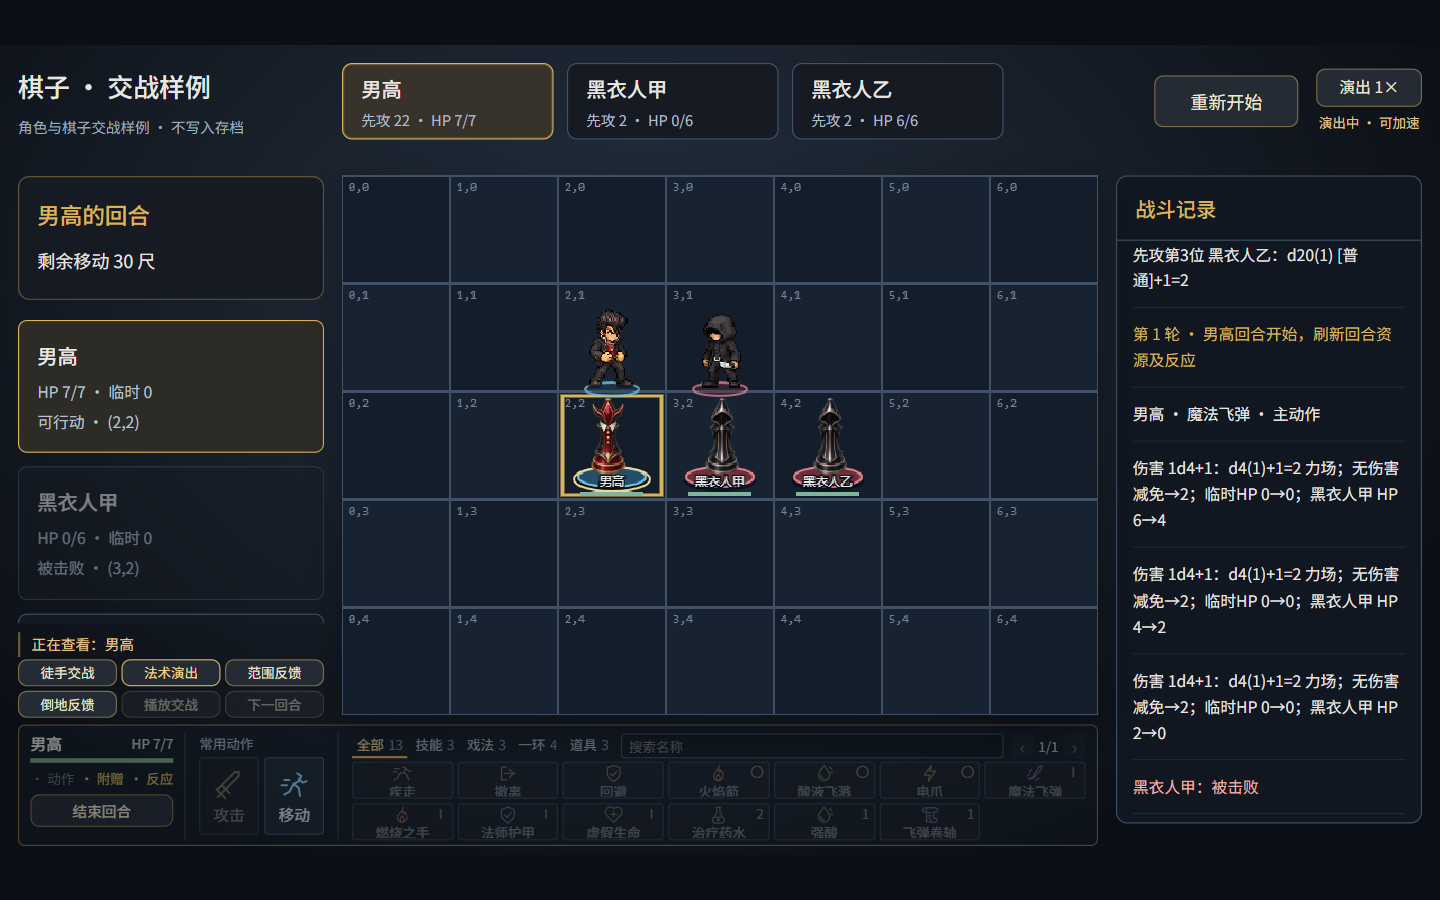 棋子 · 交战样例
角色与棋子交战样例 · 不写入存档
男高
先攻 22 · HP 7/7
黑衣人甲
先攻 2 · HP 0/6
黑衣人乙
先攻 2 · HP 6/6
重新开始
演出 1×
演出中 · 可加速
男高的回合
剩余移动 30 尺
男高
HP 7/7 · 临时 0
可行动 · (2,2)
黑衣人甲
HP 0/6 · 临时 0
被击败 · (3,2)
正在查看：男高
徒手交战
法术演出
范围反馈
倒地反馈
播放交战
下一回合
0,0
1,0
2,0
3,0
4,0
5,0
6,0
0,1
1,1
2,1
3,1
4,1
5,1
6,1
0,2
1,2
2,2
3,2
4,2
5,2
6,2
男高
黑衣人甲
黑衣人乙
0,3
1,3
2,3
3,3
4,3
5,3
6,3
0,4
1,4
2,4
3,4
4,4
5,4
6,4
战斗记录
先攻第3位 黑衣人乙：d20(1) [普
通]+1=2
第 1 轮 · 男高回合开始，刷新回合资
源及反应
男高 · 魔法飞弹 · 主动作
伤害 1d4+1：d4(1)+1=2 力场；无伤害
减免→2；临时HP 0→0；黑衣人甲 HP
6→4
伤害 1d4+1：d4(1)+1=2 力场；无伤害
减免→2；临时HP 0→0；黑衣人甲 HP
4→2
伤害 1d4+1：d4(1)+1=2 力场；无伤害
减免→2；临时HP 0→0；黑衣人甲 HP
2→0
黑衣人甲：被击败
男高
HP 7/7
· 动作 · 附赠 · 反应
结束回合
常用动作
攻击
移动
全部 13
技能 3
戏法 3
一环 4
道具 3
搜索名称
‹ 1/1 ›
疾走
撤离
回避
火焰箭
酸液飞溅
电爪
魔法飞弹 I
燃烧之手 I
法师护甲 I
虚假生命 I
治疗药水 2
强酸 1
飞弹卷轴 1